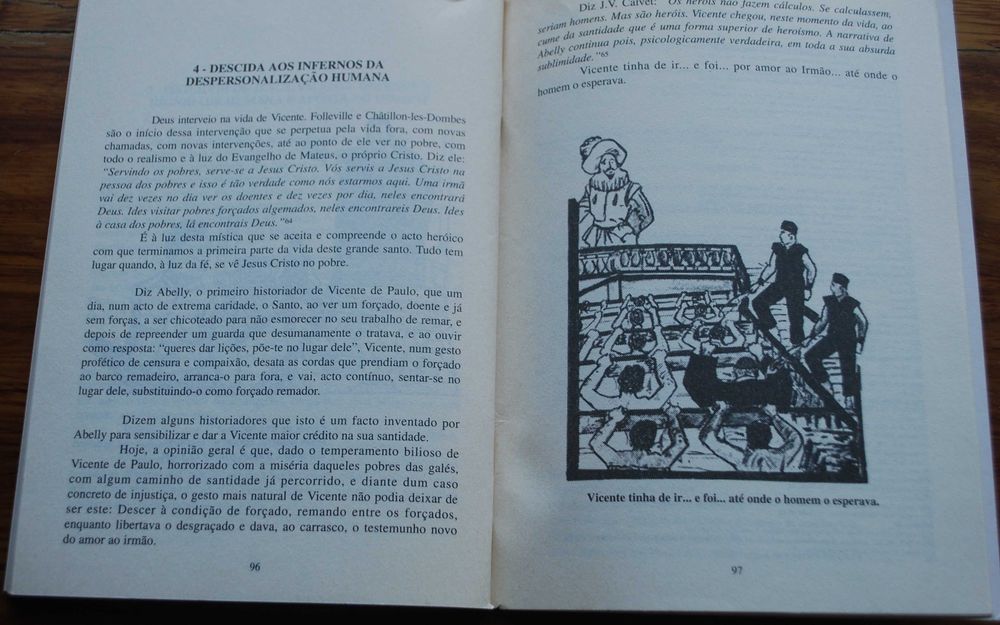 4 - DESCIDA AOS INFERNOS DA
DESPERSONALIZAÇÃO HUMANA
Deus interveio na vida de Vicente. Folleville e Châtillon-les-Dombes
são o início dessa intervenção que se perpetua pela vida fora, com novas
chamadas, com novas intervenções, até ao ponto de ele ver no pobre, com
todo o realismo e à luz do Evangelho de Mateus, o próprio Cristo. Diz ele:
"Servindo os pobres, serve-se a Jesus Cristo. Vós servis a Jesus Cristo na
pessoa dos pobres e isso é tão verdade como nós estarmos aqui. Uma irmã
vai dez vezes no dia ver os doentes e dez vezes por dia, neles encontrará
Deus. Ides visitar pobres forçados algemados, neles encontrareis Deus. Ides
à casa dos pobres, lá encontrais Deus."64
É à luz desta mística que se aceita e compreende o acto heróico
com que terminamos a primeira parte da vida deste grande santo. Tudo tem
lugar quando, à luz da fé, se vê Jesus Cristo no pobre.
Diz Abelly, o primeiro historiador de Vicente de Paulo, que um
dia, num acto de extrema caridade, o Santo, ao ver um forçado, doente e já
sem forças, a ser chicoteado para não esmorecer no seu trabalho de remar, e
depois de repreender um guarda que desumanamente o tratava, e ao ouvir
como resposta: "queres dar lições, põe-te no lugar dele", Vicente, num gesto
profético de censura e compaixão, desata as cordas que prendiam o forçado
ao barco remadeiro, arranca-o para fora, e vai, acto contínuo, sentar-se no
lugar dele, substituindo-o como forçado remador.
Dizem alguns historiadores que isto é um facto inventado por
Abelly para sensibilizar e dar a Vicente maior crédito na sua santidade.
Hoje, a opinião geral é que, dado o temperamento bilioso de
Vicente de Paulo, horrorizado com a miséria daqueles pobres das galés,
com algum caminho de santidade já percorrido, e diante dum caso
concreto de injustiça, o gesto mais natural de Vicente não podia deixar de
ser este: Descer à condição de forçado, remando entre os forçados,
enquanto libertava o desgraçado e dava, ao carrasco, o testemunho novo
do amor ao irmão.
96
Diz J.V. Calvet: "Os heróis não fazem cálculos. Se calculassem,
seriam homens. Mas são heróis. Vicente chegou, neste momento da vida, ao
cume da santidade que é uma forma superior de heroísmo. A narrativa de
Abelly continua pois, psicologicamente verdadeira, em toda a sua absurda
sublimidade."65
Vicente tinha de ir... e foi... por amor ao Irmão... até onde o
homem o esperava.
Vicente tinha de ir... e foi... até onde o homem o esperava.
97